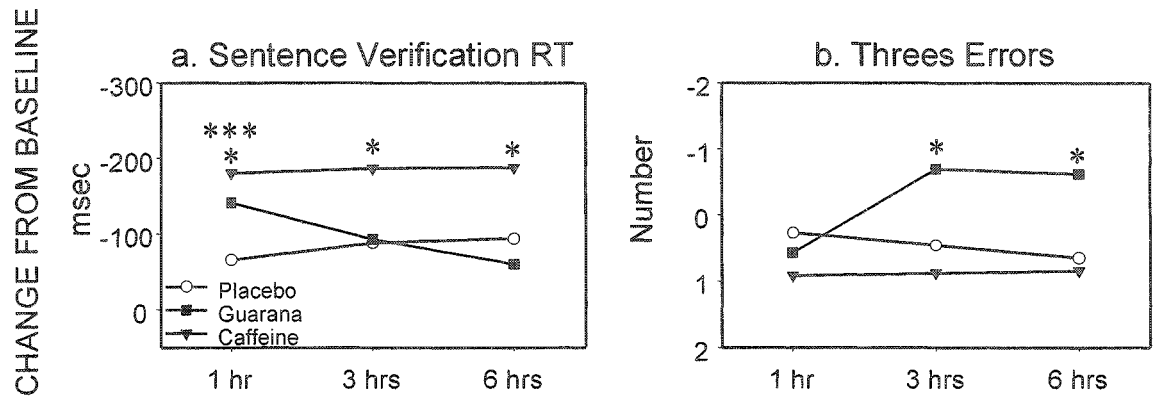 CHANGE FROM BASELINE
a. Sentence Verification RT
msec
-300
-200
-100
0
***
*
*
*
Placebo
Guarana
Caffeine
1 hr
3 hrs
6 hrs
b. Threes Errors
Number
-2
-1
0
1
2
*
*
1 hr
3 hrs
6 hrs